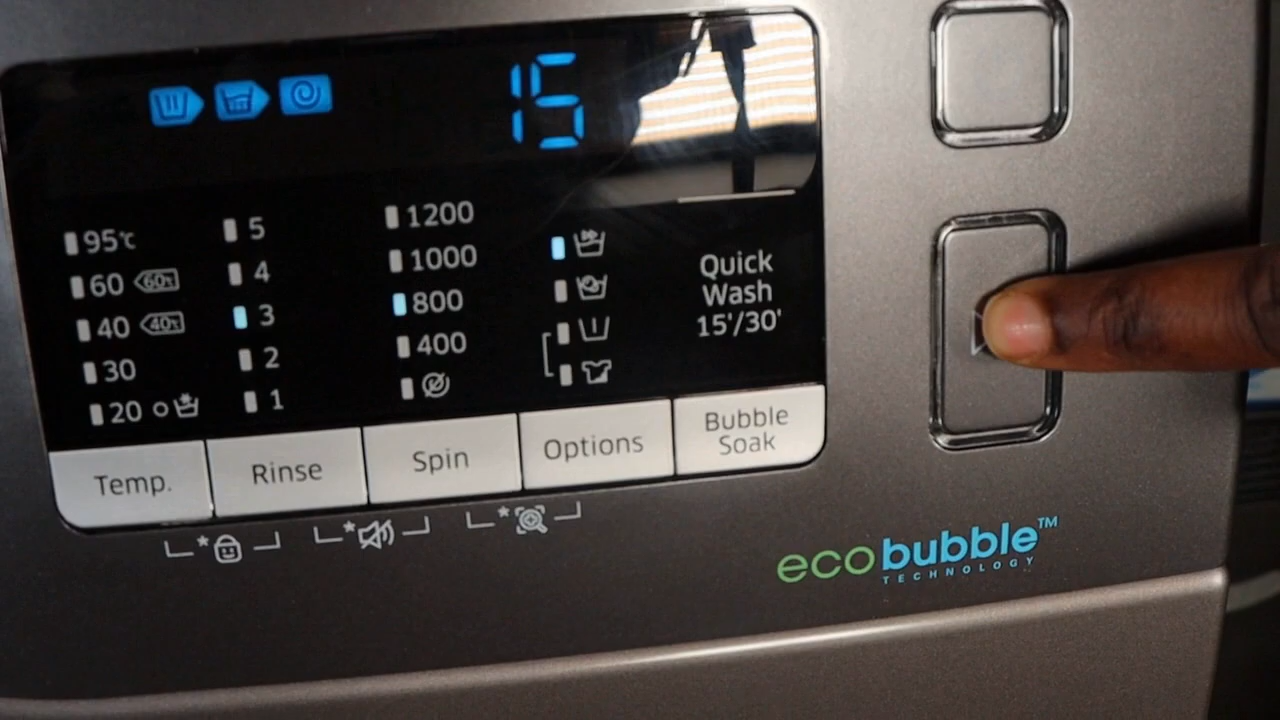 15
95℃
60 60℃
40 40℃
30
20
5
4
3
2
1
1200
1000
800
400
Quick
Wash
15'/30'
Temp.
Rinse
Spin
Options
Bubble
Soak
ecobubble™
TECHNOLOGY